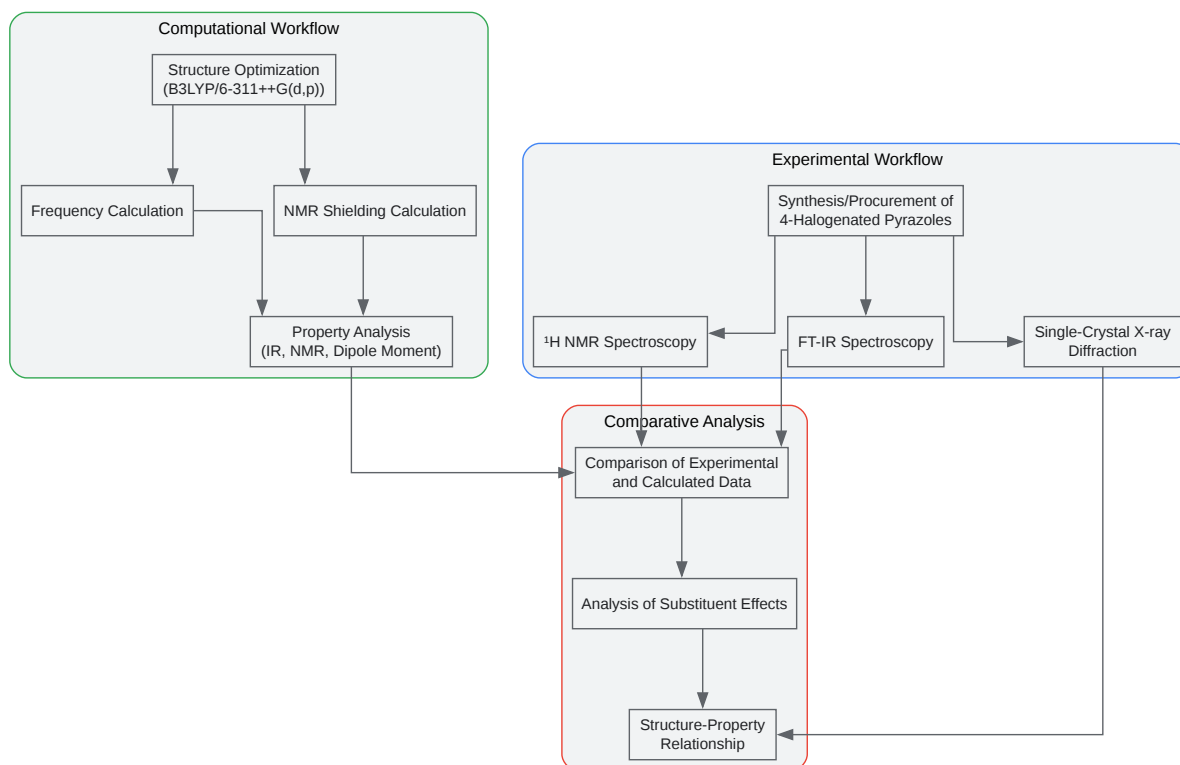 Computational Workflow
Structure Optimization
(B3LYP/6-311++G(d,p))
Frequency Calculation
NMR Shielding Calculation
Property Analysis
(IR, NMR, Dipole Moment)
Experimental Workflow
Synthesis/Procurement of
4-Halogenated Pyrazoles
¹H NMR Spectroscopy
FT-IR Spectroscopy
Single-Crystal X-ray
Diffraction
Comparative Analysis
Comparison of Experimental
and Calculated Data
Analysis of Substituent Effects
Structure-Property
Relationship